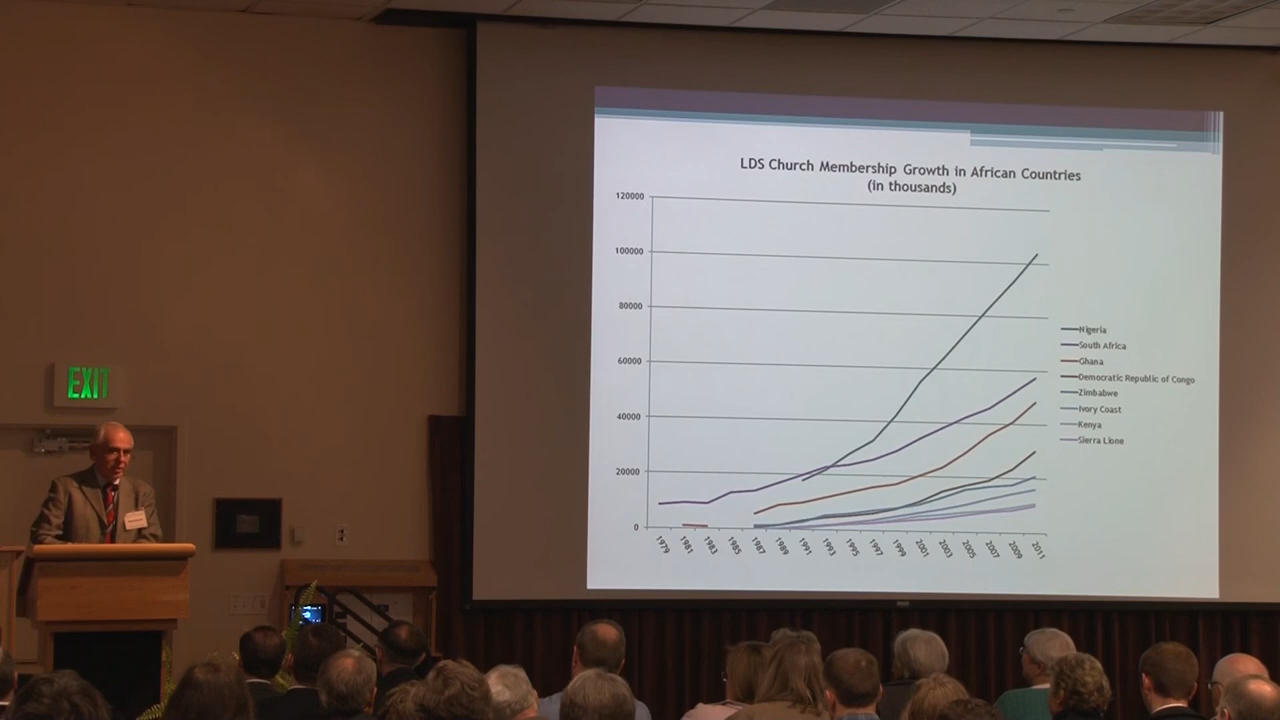 EXIT
LDS Church Membership Growth in African Countries
(in thousands)
120000
100000
80000
60000
40000
20000
0
1979
1981
1983
1985
1987
1989
1991
1993
1995
1997
1999
2001
2003
2005
2007
2009
2011
Nigeria
South Africa
Ghana
Democratic Republic of Congo
Zimbabwe
Ivory Coast
Kenya
Sierra Lione